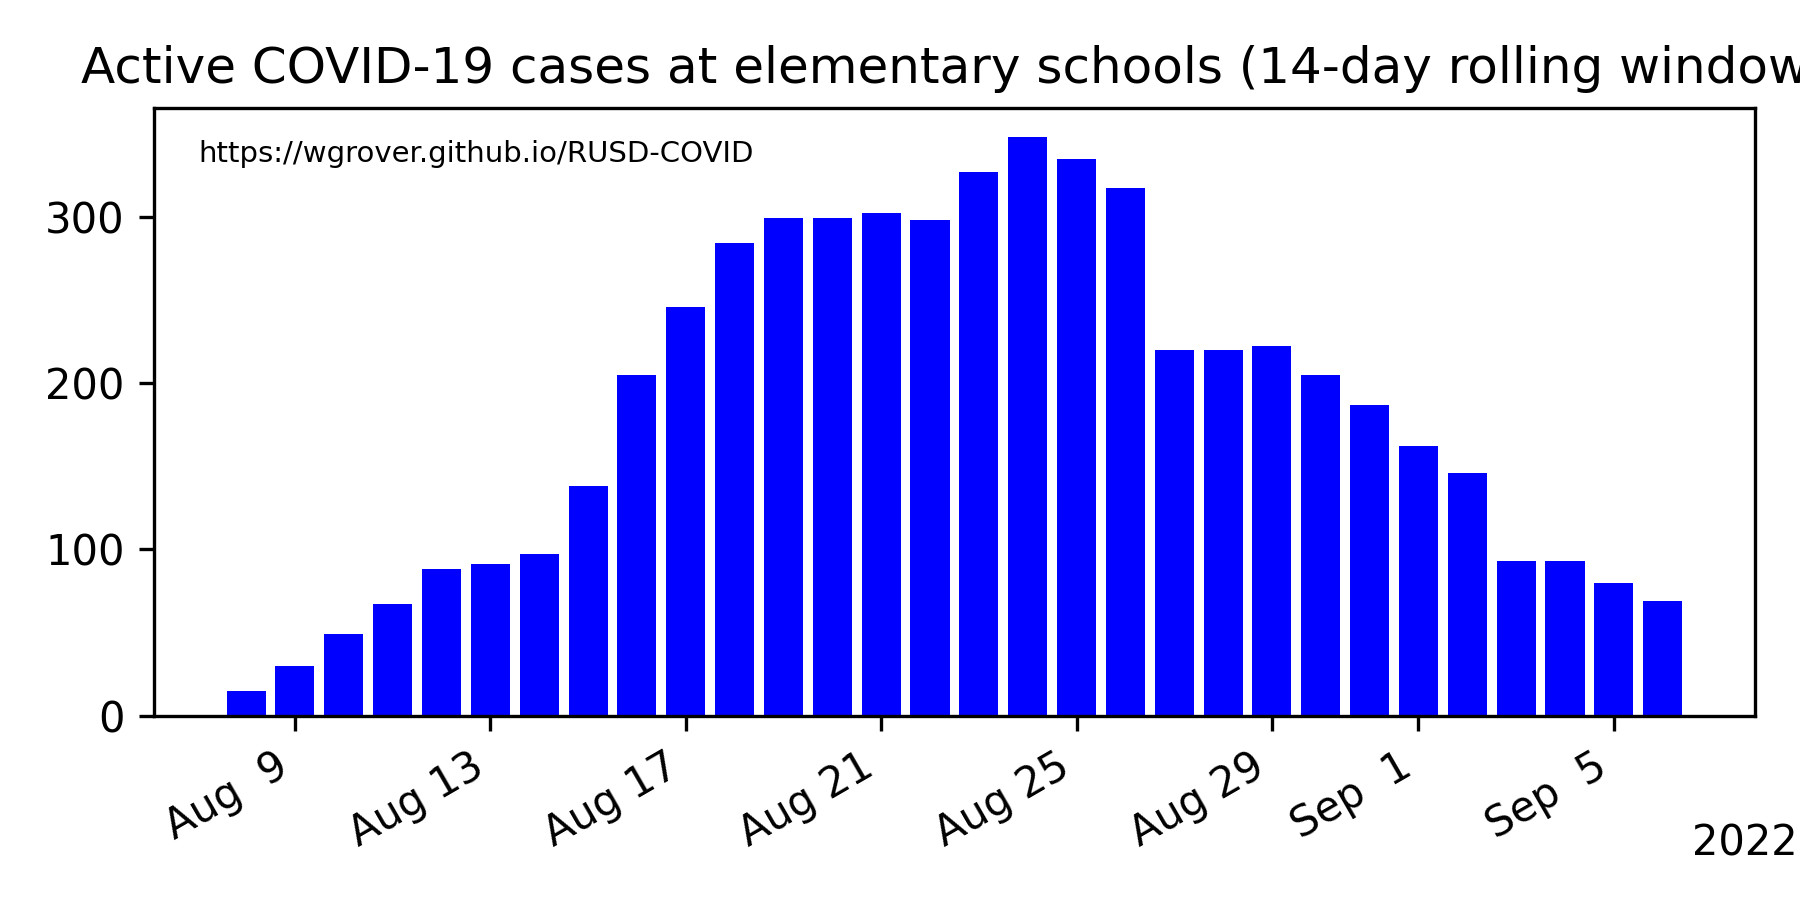 Active COVID-19 cases at elementary schools (14-day rolling window
https://wgrover.github.io/RUSD-COVID
300
200
100
0
Aug 9
Aug 13
Aug 17
Aug 21
Aug 25
Aug 29
Sep 1
Sep 5
2022